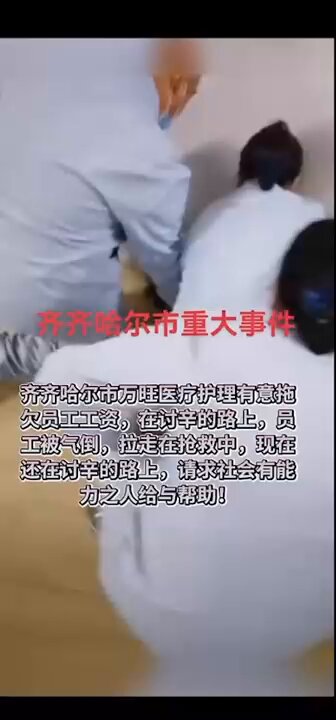 齐齐哈尔市重大事件
齐齐哈尔市万旺医疗护理有意拖
欠员工工资，在讨辛的路上，员
工被气倒，拉走在抢救中，现在
还在讨辛的路上，请求社会有能
力之人给与帮助！